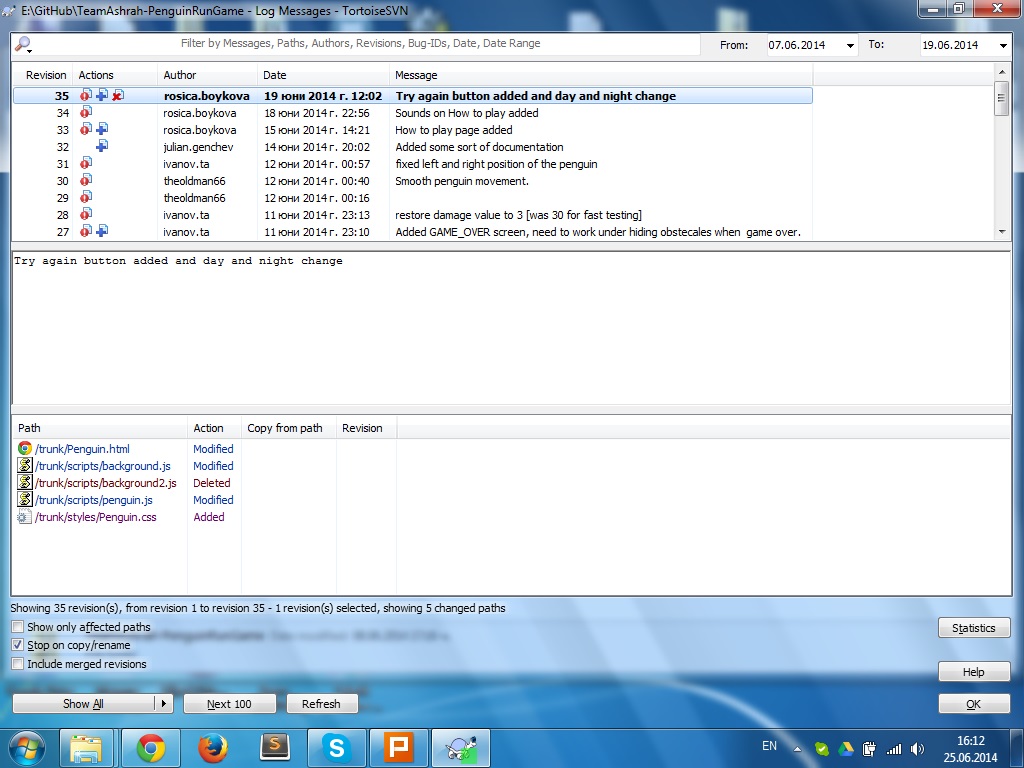 E:\GitHub\TeamAshrah-PenguinRunGame - Log Messages - TortoiseSVN
Filter by Messages, Paths, Authors, Revisions, Bug-IDs, Date, Date Range From: 07.06.2014 To: 19.06.2014
Revision Actions Author Date Message
35 rosica.boykova 19 юни 2014 г. 12:02 Try again button added and day and night change
34 rosica.boykova 18 юни 2014 г. 22:56 Sounds on How to play added
33 rosica.boykova 15 юни 2014 г. 14:21 How to play page added
32 julian.genchev 14 юни 2014 г. 20:02 Added some sort of documentation
31 ivanov.ta 12 юни 2014 г. 00:57 fixed left and right position of the penguin
30 theoldman66 12 юни 2014 г. 00:40 Smooth penguin movement.
29 theoldman66 12 юни 2014 г. 00:16
28 ivanov.ta 11 юни 2014 г. 23:13 restore damage value to 3 [was 30 for fast testing]
27 ivanov.ta 11 юни 2014 г. 23:10 Added GAME_OVER screen, need to work under hiding obstecales when game over.
Try again button added and day and night change
Path Action Copy from path Revision
/trunk/Penguin.html Modified
/trunk/scripts/background.js Modified
/trunk/scripts/background2.js Deleted
/trunk/scripts/penguin.js Modified
/trunk/styles/Penguin.css Added
Showing 35 revision(s), from revision 1 to revision 35 - 1 revision(s) selected, showing 5 changed paths
Show only affected paths
Stop on copy/rename
Include merged revisions
Statistics
Help
Show All Next 100 Refresh OK
EN 16:12
25.06.2014